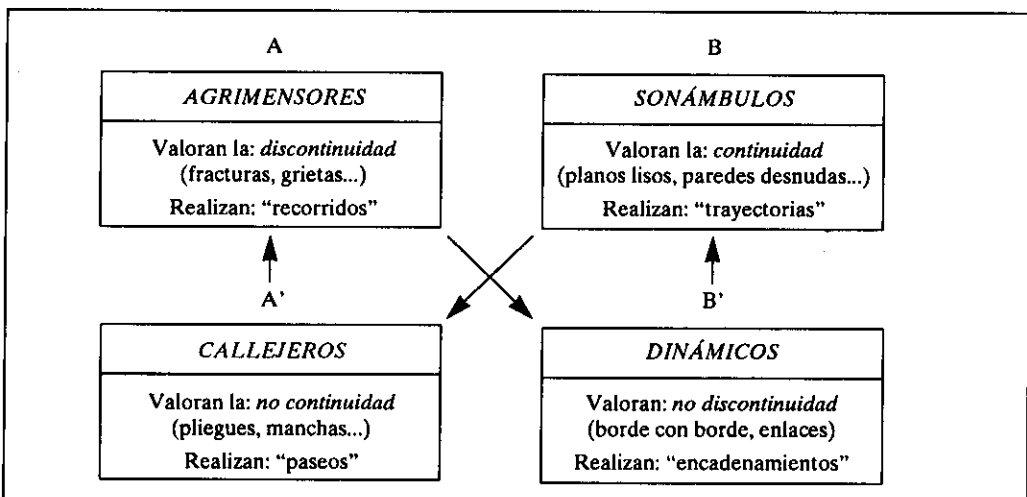 A
B
AGRIMENSORES
Valoran la: discontinuidad
(fracturas, grietas...)
Realizan: “recorridos”
SONÁMBULOS
Valoran la: continuidad
(planos lisos, paredes desnudas...)
Realizan: “trayectorias”
A’
B’
CALLEJEROS
Valoran la: no continuidad
(pliegues, manchas...)
Realizan: “paseos”
DINÁMICOS
Valoran: no discontinuidad
(borde con borde, enlaces)
Realizan: “encadenamientos”